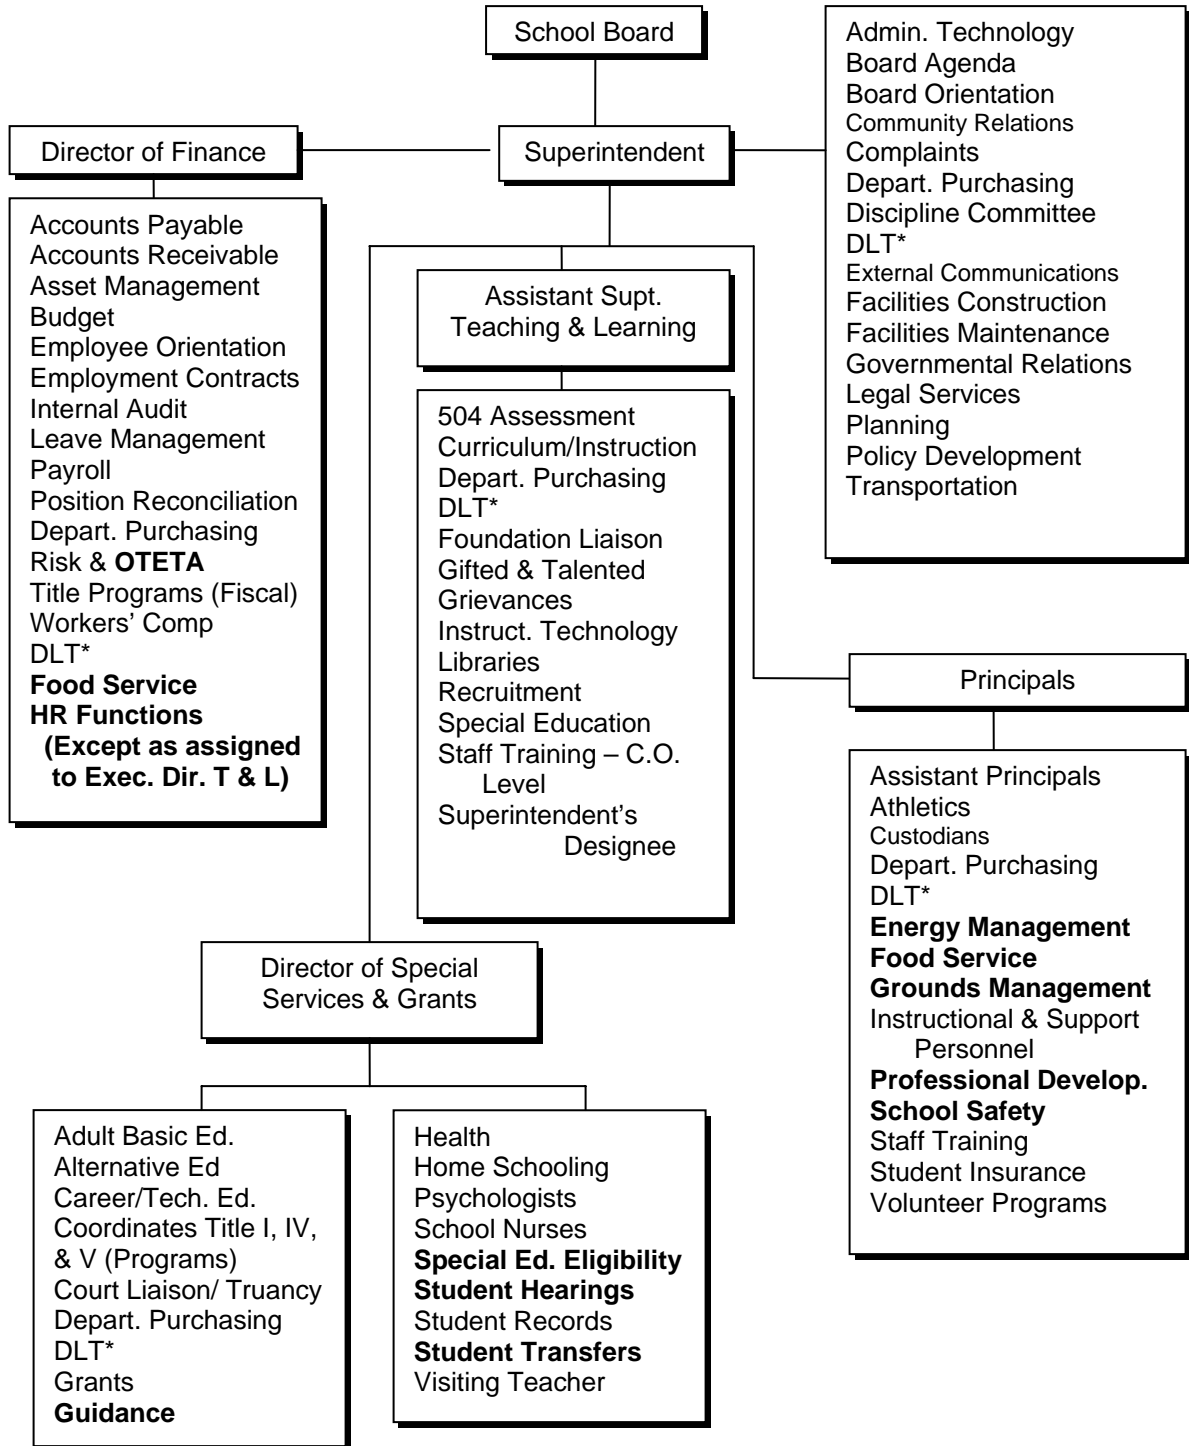 School Board
Admin. Technology
Board Agenda
Board Orientation
Community Relations
Complaints
Depart. Purchasing
Discipline Committee
DLT*
External Communications
Facilities Construction
Facilities Maintenance
Governmental Relations
Legal Services
Planning
Policy Development
Transportation
Director of Finance
Superintendent
Accounts Payable
Accounts Receivable
Asset Management
Budget
Employee Orientation
Employment Contracts
Internal Audit
Leave Management
Payroll
Position Reconciliation
Depart. Purchasing
Risk & OTETA
Title Programs (Fiscal)
Workers’ Comp
DLT*
Food Service
HR Functions
(Except as assigned
to Exec. Dir. T & L)
Assistant Supt.
Teaching & Learning
504 Assessment
Curriculum/Instruction
Depart. Purchasing
DLT*
Foundation Liaison
Gifted & Talented
Grievances
Instruct. Technology
Libraries
Recruitment
Special Education
Staff Training – C.O.
Level
Superintendent’s
Designee
Principals
Assistant Principals
Athletics
Custodians
Depart. Purchasing
DLT*
Energy Management
Food Service
Grounds Management
Instructional & Support
Personnel
Professional Develop.
School Safety
Staff Training
Student Insurance
Volunteer Programs
Director of Special
Services & Grants
Adult Basic Ed.
Alternative Ed
Career/Tech. Ed.
Coordinates Title I, IV,
& V (Programs)
Court Liaison/ Truancy
Depart. Purchasing
DLT*
Grants
Guidance
Health
Home Schooling
Psychologists
School Nurses
Special Ed. Eligibility
Student Hearings
Student Records
Student Transfers
Visiting Teacher